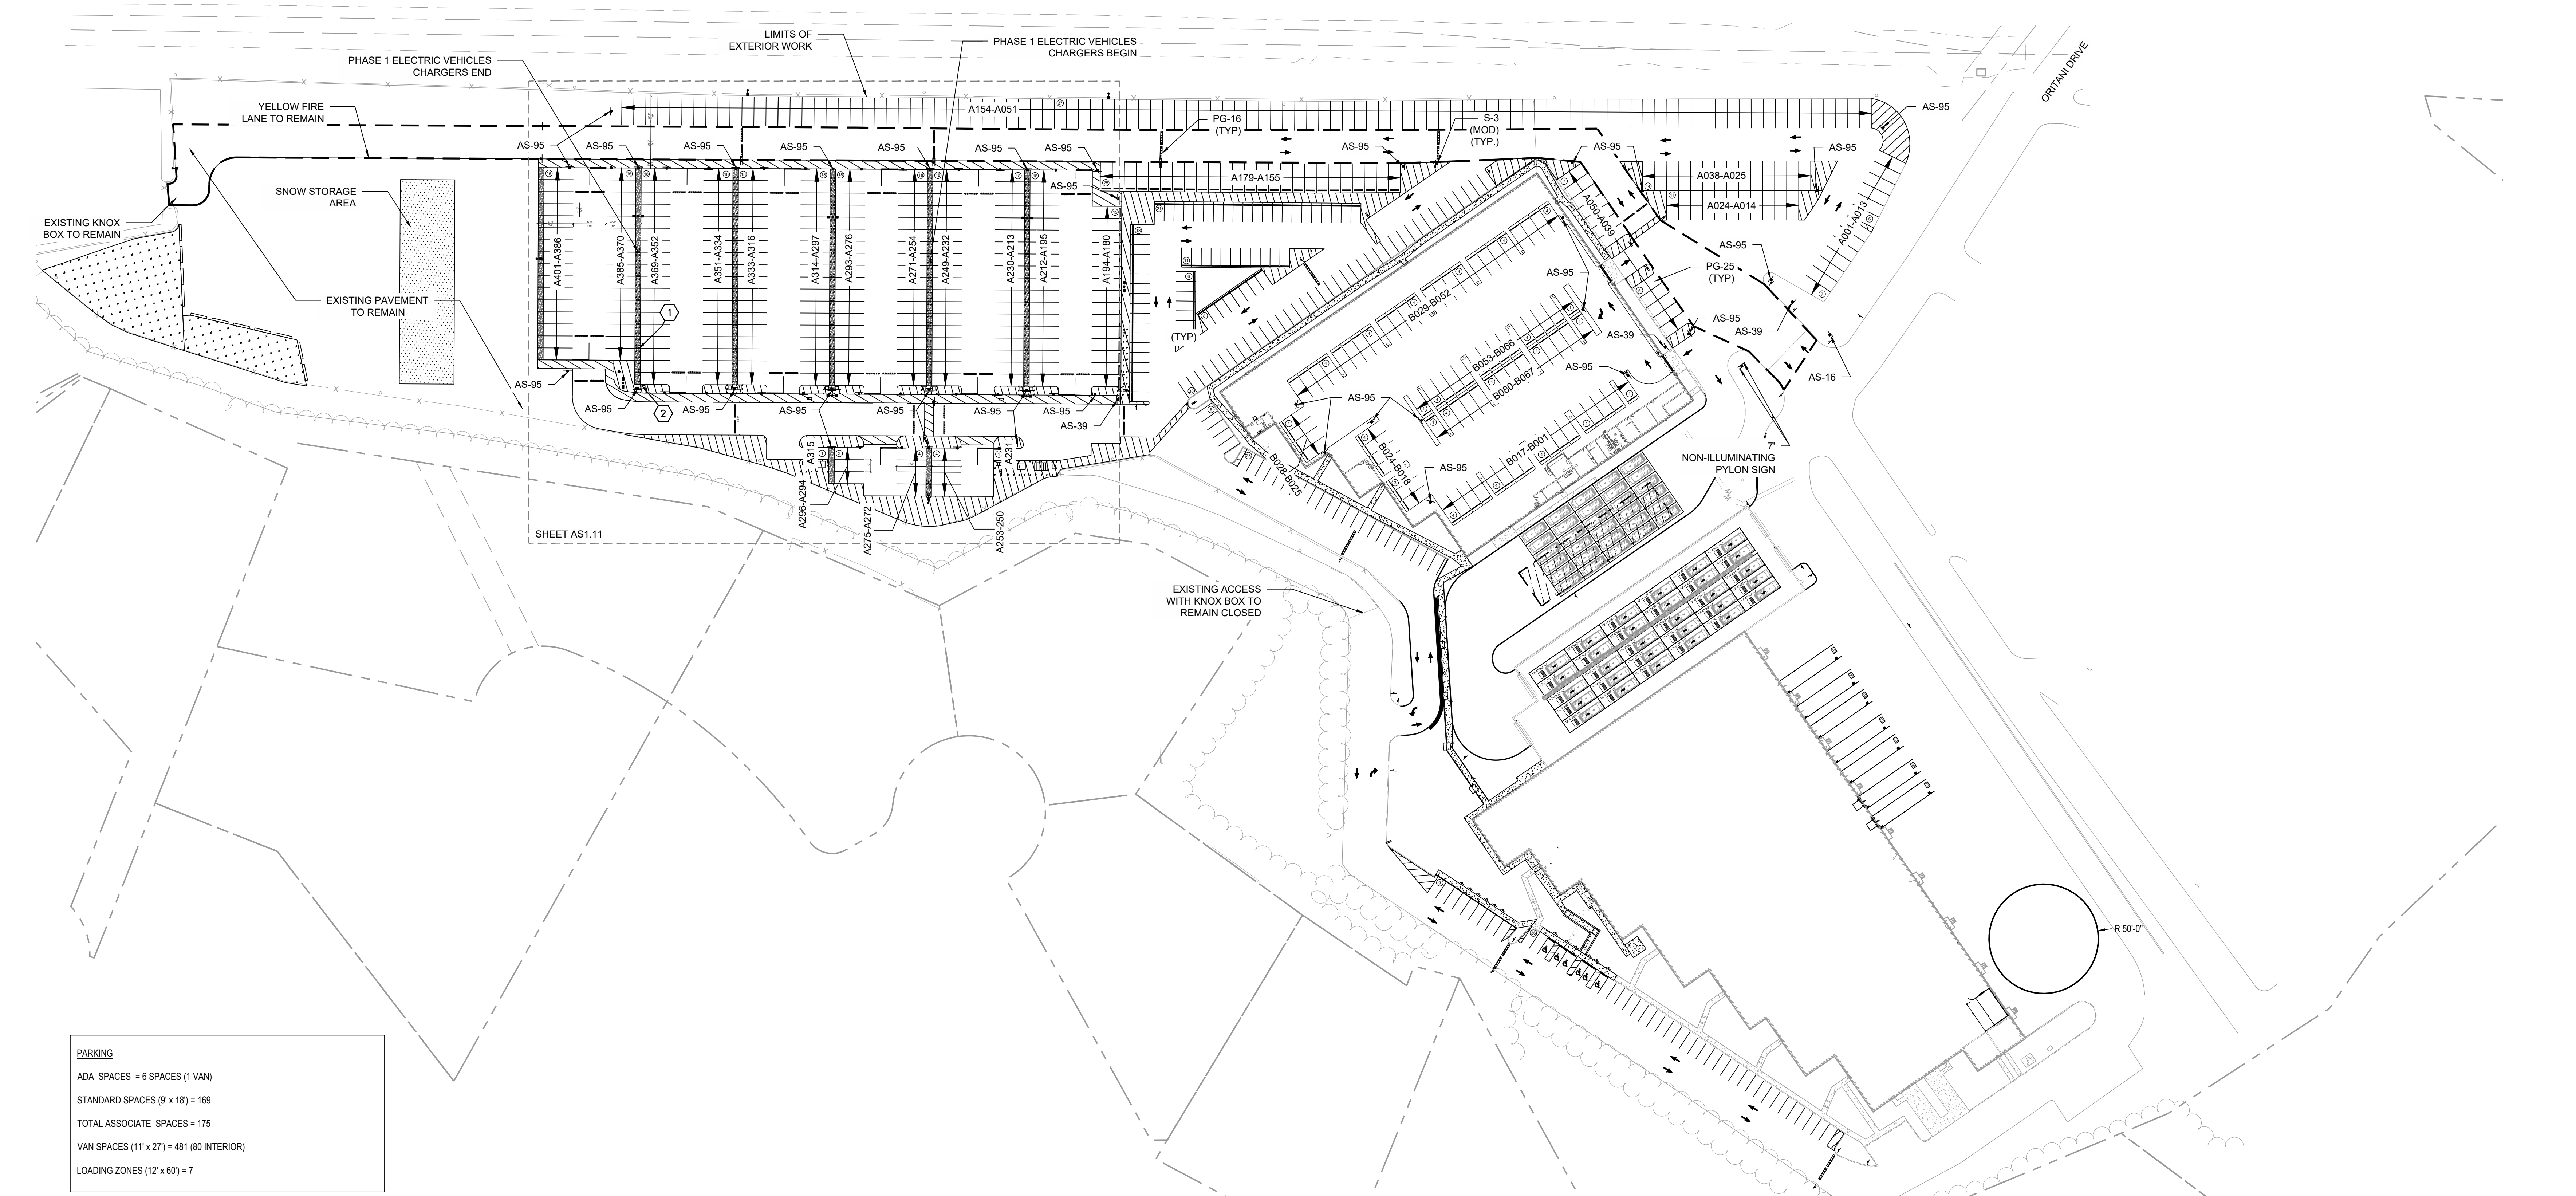 LIMITS OF
EXTERIOR WORK
PHASE 1 ELECTRIC VEHICLES
CHARGERS BEGIN
PHASE 1 ELECTRIC VEHICLES
CHARGERS END
ORITANI DRIVE
YELLOW FIRE
LANE TO REMAIN
A154-A051
AS-95
PG-16
(TYP)
S-3
(MOD)
(TYP.)
AS-95
AS-95
AS-95
AS-95
AS-95
AS-95
AS-95
AS-95
AS-95
AS-95
SNOW STORAGE
AREA
AS-95
A179-A155
A038-A025
A024-A014
A050-A039
A001-A013
EXISTING KNOX
BOX TO REMAIN
A401-A386
A385-A370
A369-A352
A351-A334
A333-A316
A314-A297
A293-A276
A271-A254
A249-A232
A230-A213
A212-A195
A194-A180
AS-95
AS-95
PG-25
(TYP)
EXISTING PAVEMENT
TO REMAIN
1
B029-B052
(TYP)
AS-95
AS-39
AS-39
B053-B066
B080-B067
AS-95
AS-16
AS-95
AS-95
2
AS-95
AS-95
AS-95
AS-95
AS-95
AS-95
AS-39
7'
NON-ILLUMINATING
PYLON SIGN
A315
A231
B028-B025
B024-B018
AS-95
B017-B001
A296-A294
A275-A272
A253-250
SHEET AS1.11
EXISTING ACCESS
WITH KNOX BOX TO
REMAIN CLOSED
R 50'-0"
PARKING
ADA SPACES = 6 SPACES (1 VAN)
STANDARD SPACES (9' x 18') = 169
TOTAL ASSOCIATE SPACES = 175
VAN SPACES (11' x 27') = 481 (80 INTERIOR)
LOADING ZONES (12' x 60') = 7